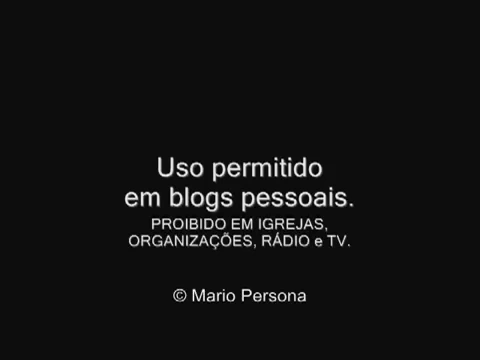 Uso permitido
em blogs pessoais.
PROIBIDO EM IGREJAS,
ORGANIZAÇÕES, RÁDIO e TV.
© Mario Persona